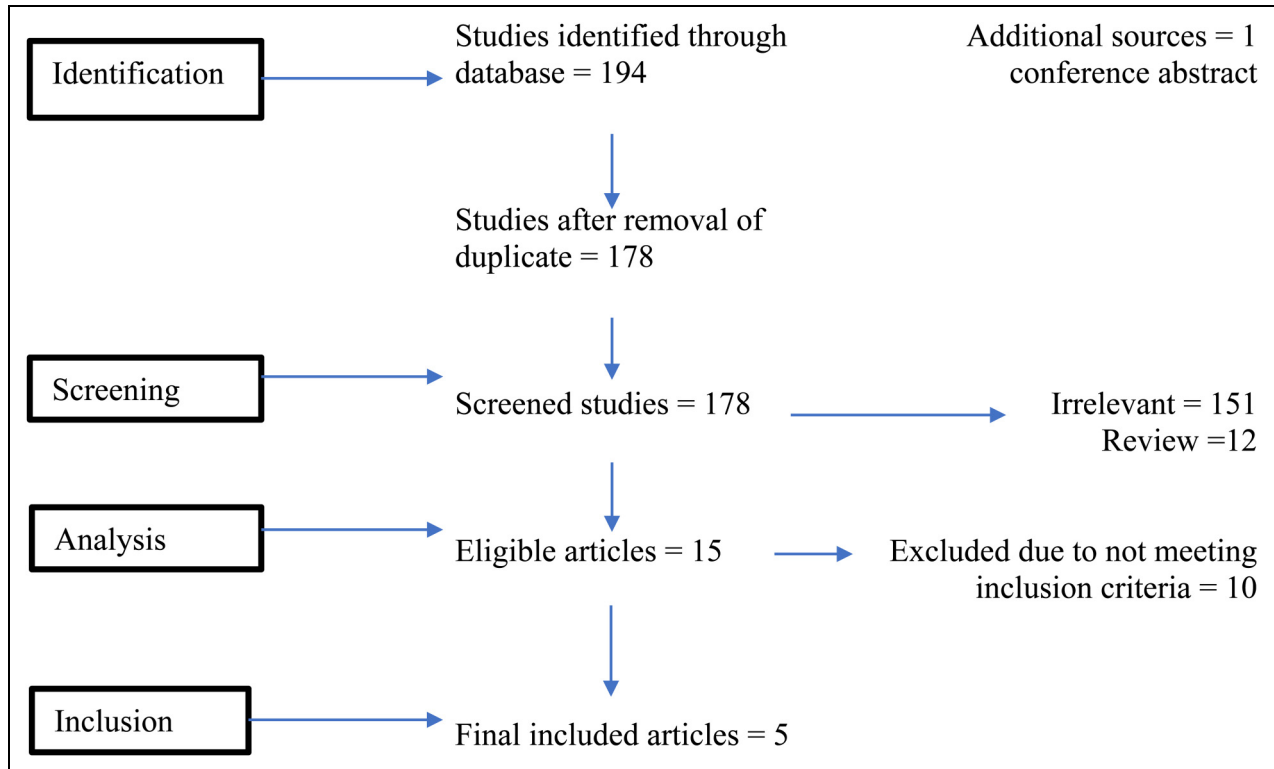 Identification
Studies identified through
database = 194
Additional sources = 1
conference abstract
Studies after removal of
duplicate = 178
Screening
Screened studies = 178
Irrelevant = 151
Review =12
Analysis
Eligible articles = 15
Excluded due to not meeting
inclusion criteria = 10
Inclusion
Final included articles = 5